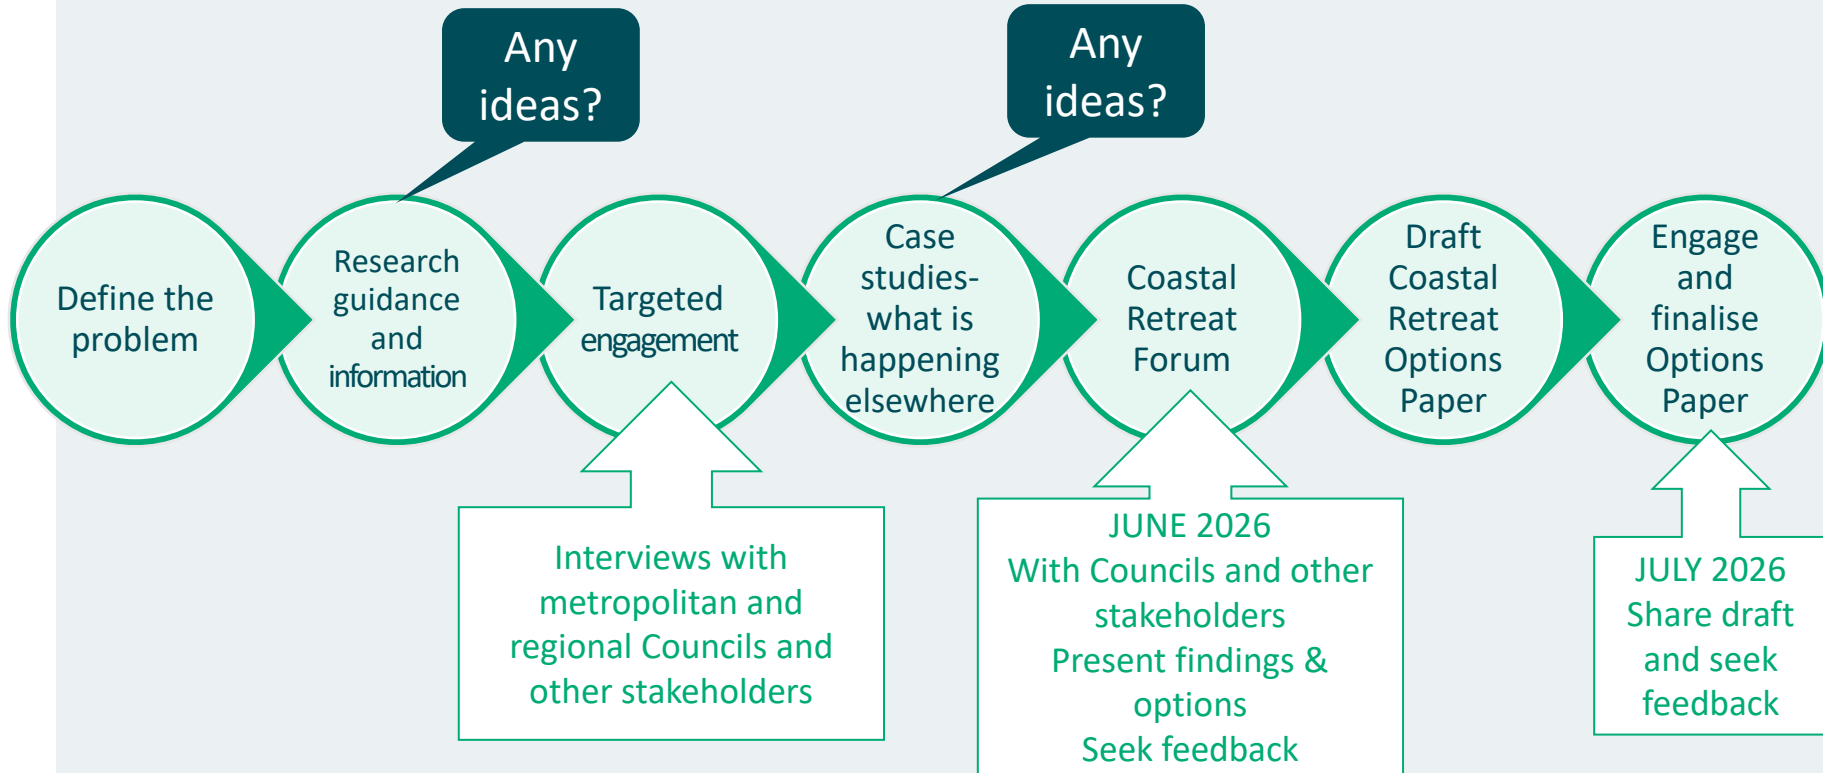 Any
ideas?
Any
ideas?
Define the
problem
Research
guidance
and
information
Targeted
engagement
Case
studies-
what is
happening
elsewhere
Coastal
Retreat
Forum
Draft
Coastal
Retreat
Options
Paper
Engage
and
finalise
Options
Paper
Interviews with
metropolitan and
regional Councils and
other stakeholders
JUNE 2026
With Councils and other
stakeholders
Present findings &
options
Seek feedback
JULY 2026
Share draft
and seek
feedback